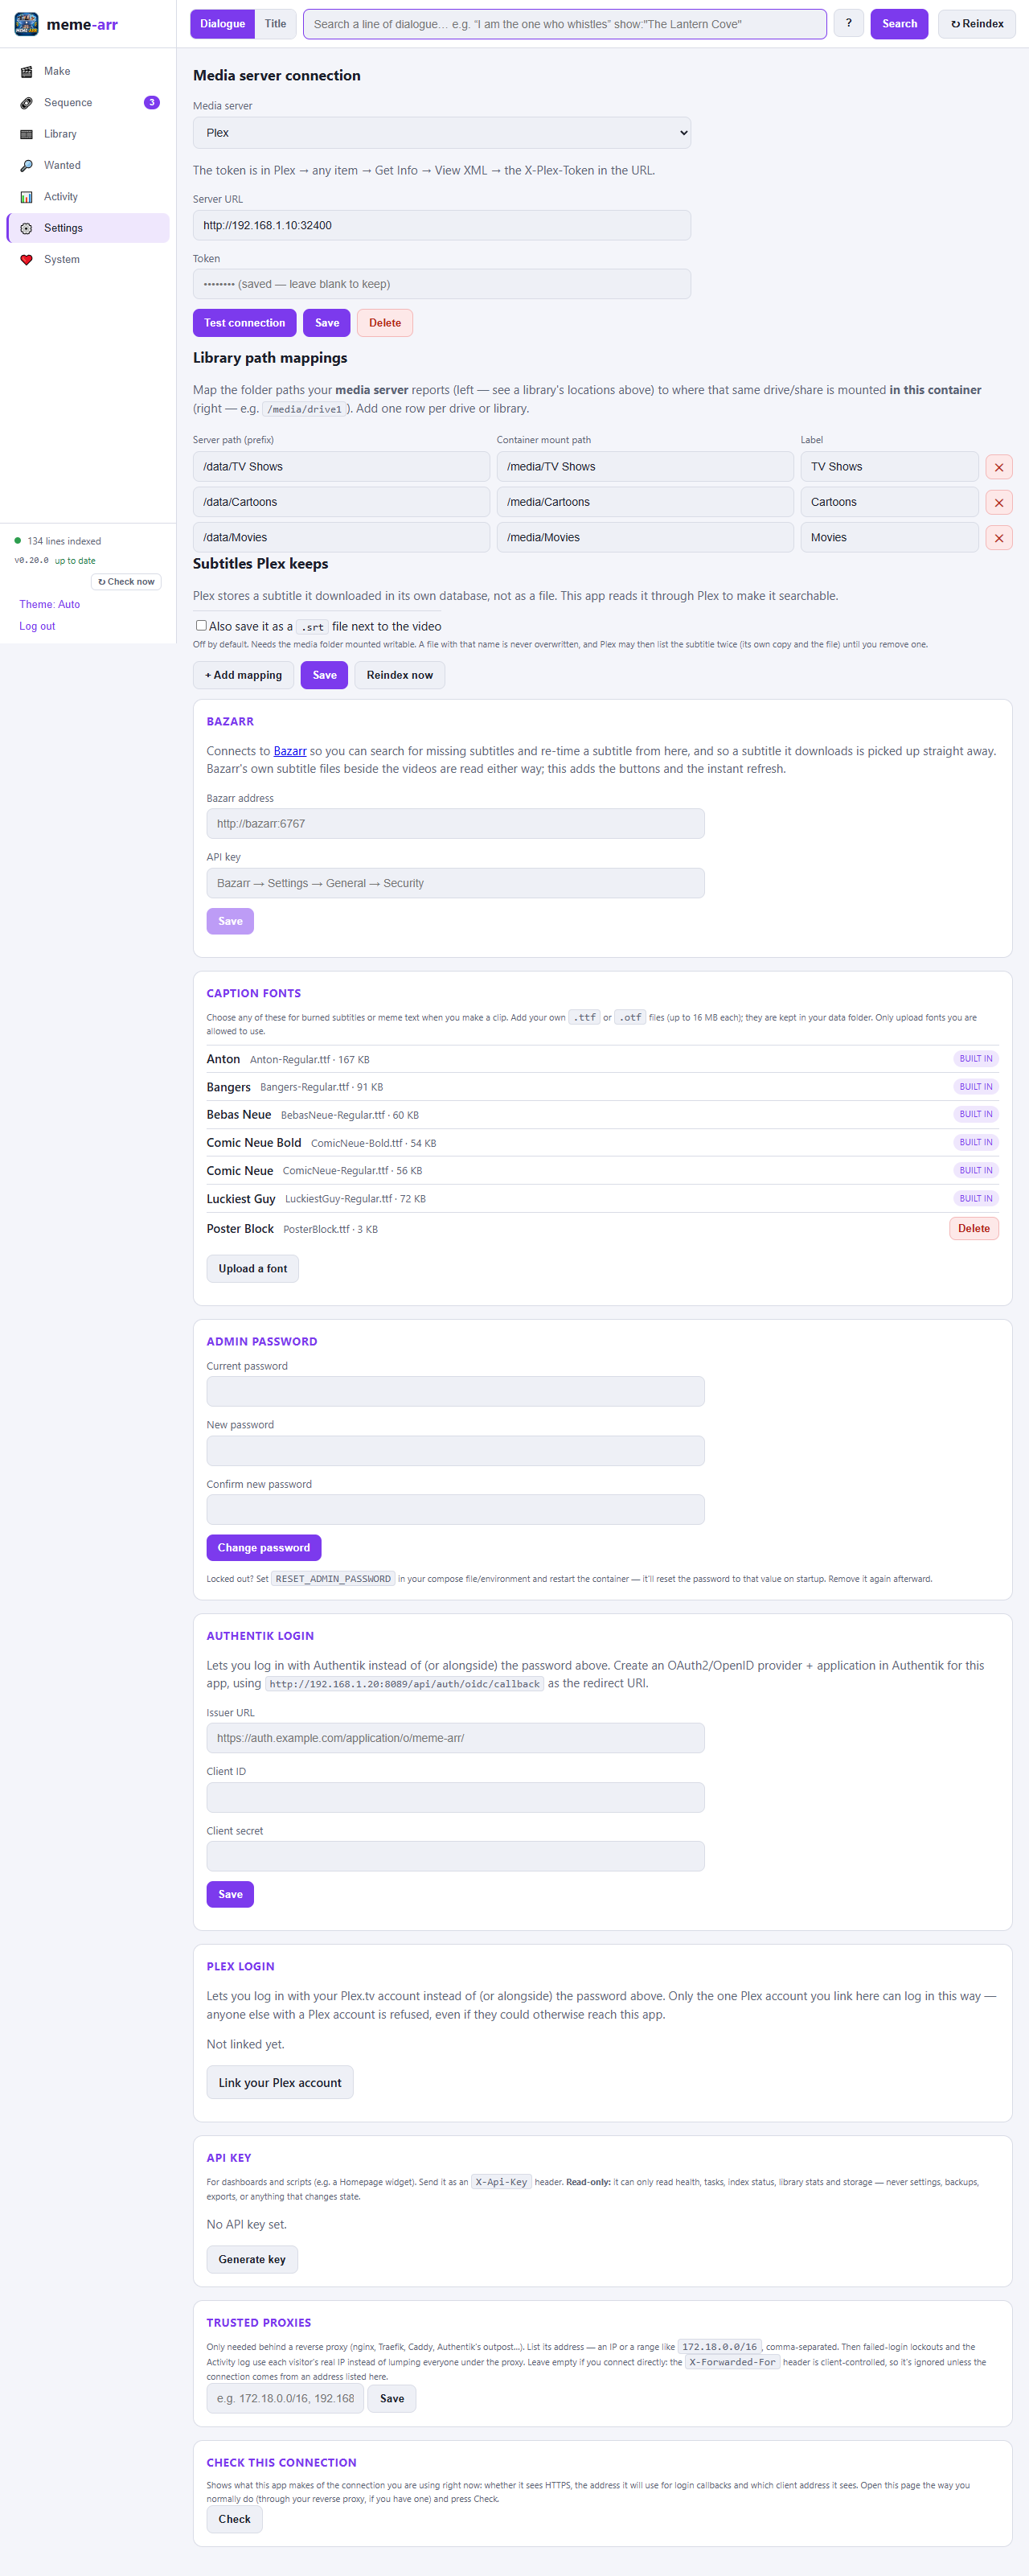 meme-arr
Dialogue Title Search a line of dialogue… e.g. "I am the one who whistles" show:"The Lantern Cove" ? Search ↻ Reindex
Make
Sequence 3
Library
Wanted
Activity
Settings
System
134 lines indexed
v0.20.0 up to date
↻ Check now
Theme: Auto
Log out
Media server connection
Media server
Plex
The token is in Plex → any item → Get Info → View XML → the X-Plex-Token in the URL.
Server URL
http://192.168.1.10:32400
Token
•••••••• (saved — leave blank to keep)
Test connection Save Delete
Library path mappings
Map the folder paths your media server reports (left — see a library's locations above) to where that same drive/share is mounted in this container
(right — e.g. /media/drive1). Add one row per drive or library.
Server path (prefix) Container mount path Label
/data/TV Shows /media/TV Shows TV Shows ×
/data/Cartoons /media/Cartoons Cartoons ×
/data/Movies /media/Movies Movies ×
Subtitles Plex keeps
Plex stores a subtitle it downloaded in its own database, not as a file. This app reads it through Plex to make it searchable.
Also save it as a .srt file next to the video
Off by default. Needs the media folder mounted writable. A file with that name is never overwritten, and Plex may then list the subtitle twice (its own copy and the file) until you remove one.
+ Add mapping Save Reindex now
BAZARR
Connects to Bazarr so you can search for missing subtitles and re-time a subtitle from here, and so a subtitle it downloads is picked up straight away.
Bazarr's own subtitle files beside the videos are read either way; this adds the buttons and the instant refresh.
Bazarr address
http://bazarr:6767
API key
Bazarr → Settings → General → Security
Save
CAPTION FONTS
Choose any of these for burned subtitles or meme text when you make a clip. Add your own .ttf or .otf files (up to 16 MB each); they are kept in your data folder. Only upload fonts you are
allowed to use.
Anton Anton-Regular.ttf · 167 KB BUILT IN
Bangers Bangers-Regular.ttf · 91 KB BUILT IN
Bebas Neue BebasNeue-Regular.ttf · 60 KB BUILT IN
Comic Neue Bold ComicNeue-Bold.ttf · 54 KB BUILT IN
Comic Neue ComicNeue-Regular.ttf · 56 KB BUILT IN
Luckiest Guy LuckiestGuy-Regular.ttf · 72 KB BUILT IN
Poster Block PosterBlock.ttf · 3 KB Delete
Upload a font
ADMIN PASSWORD
Current password
New password
Confirm new password
Change password
Locked out? Set RESET_ADMIN_PASSWORD in your compose file/environment and restart the container — it'll reset the password to that value on startup. Remove it again afterward.
AUTHENTIK LOGIN
Lets you log in with Authentik instead of (or alongside) the password above. Create an OAuth2/OpenID provider + application in Authentik for this
app, using http://192.168.1.20:8089/api/auth/oidc/callback as the redirect URI.
Issuer URL
https://auth.example.com/application/o/meme-arr/
Client ID
Client secret
Save
PLEX LOGIN
Lets you log in with your Plex.tv account instead of (or alongside) the password above. Only the one Plex account you link here can log in this way —
anyone else with a Plex account is refused, even if they could otherwise reach this app.
Not linked yet.
Link your Plex account
API KEY
For dashboards and scripts (e.g. a Homepage widget). Send it as an X-Api-Key header. Read-only: it can only read health, tasks, index status, library stats and storage — never settings, backups,
exports, or anything that changes state.
No API key set.
Generate key
TRUSTED PROXIES
Only needed behind a reverse proxy (nginx, Traefik, Caddy, Authentik's outpost...). List its address — an IP or a range like 172.18.0.0/16, comma-separated. Then failed-login lockouts and the
Activity log use each visitor's real IP instead of lumping everyone under the proxy. Leave empty if you connect directly: the X-Forwarded-For header is client-controlled, so it's ignored unless the
connection comes from an address listed here.
e.g. 172.18.0.0/16, 192.168 Save
CHECK THIS CONNECTION
Shows what this app makes of the connection you are using right now: whether it sees HTTPS, the address it will use for login callbacks and which client address it sees. Open this page the way you
normally do (through your reverse proxy, if you have one) and press Check.
Check